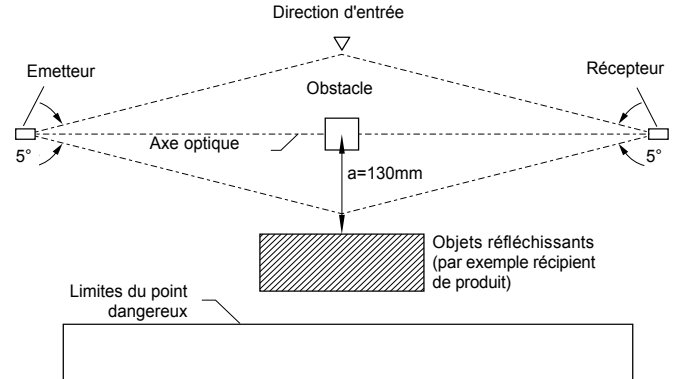 Direction d'entrée
Emetteur
Récepteur
Obstacle
Axe optique
5°
5°
a=130mm
Objets réfléchissants
(par exemple récipient
de produit)
Limites du point
dangereux